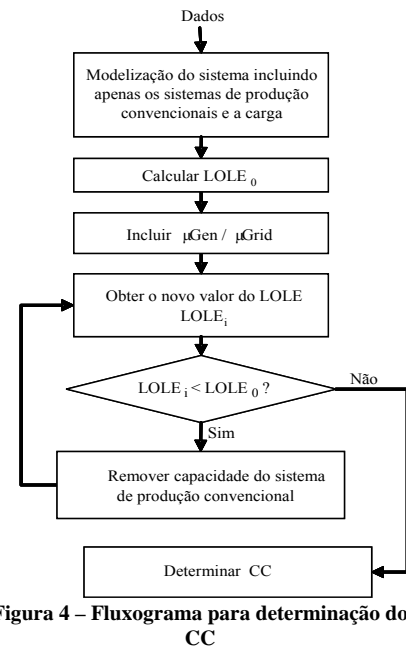 Dados
Modelização do sistema incluindo
apenas os sistemas de produção
convencionais e a carga
Calcular LOLE 0
Incluir μGen / μGrid
Obter o novo valor do LOLE
LOLE i
LOLE i < LOLE 0 ?
Não
Sim
Remover capacidade do sistema
de produção convencional
Determinar CC
Figura 4 – Fluxograma para determinação do
CC